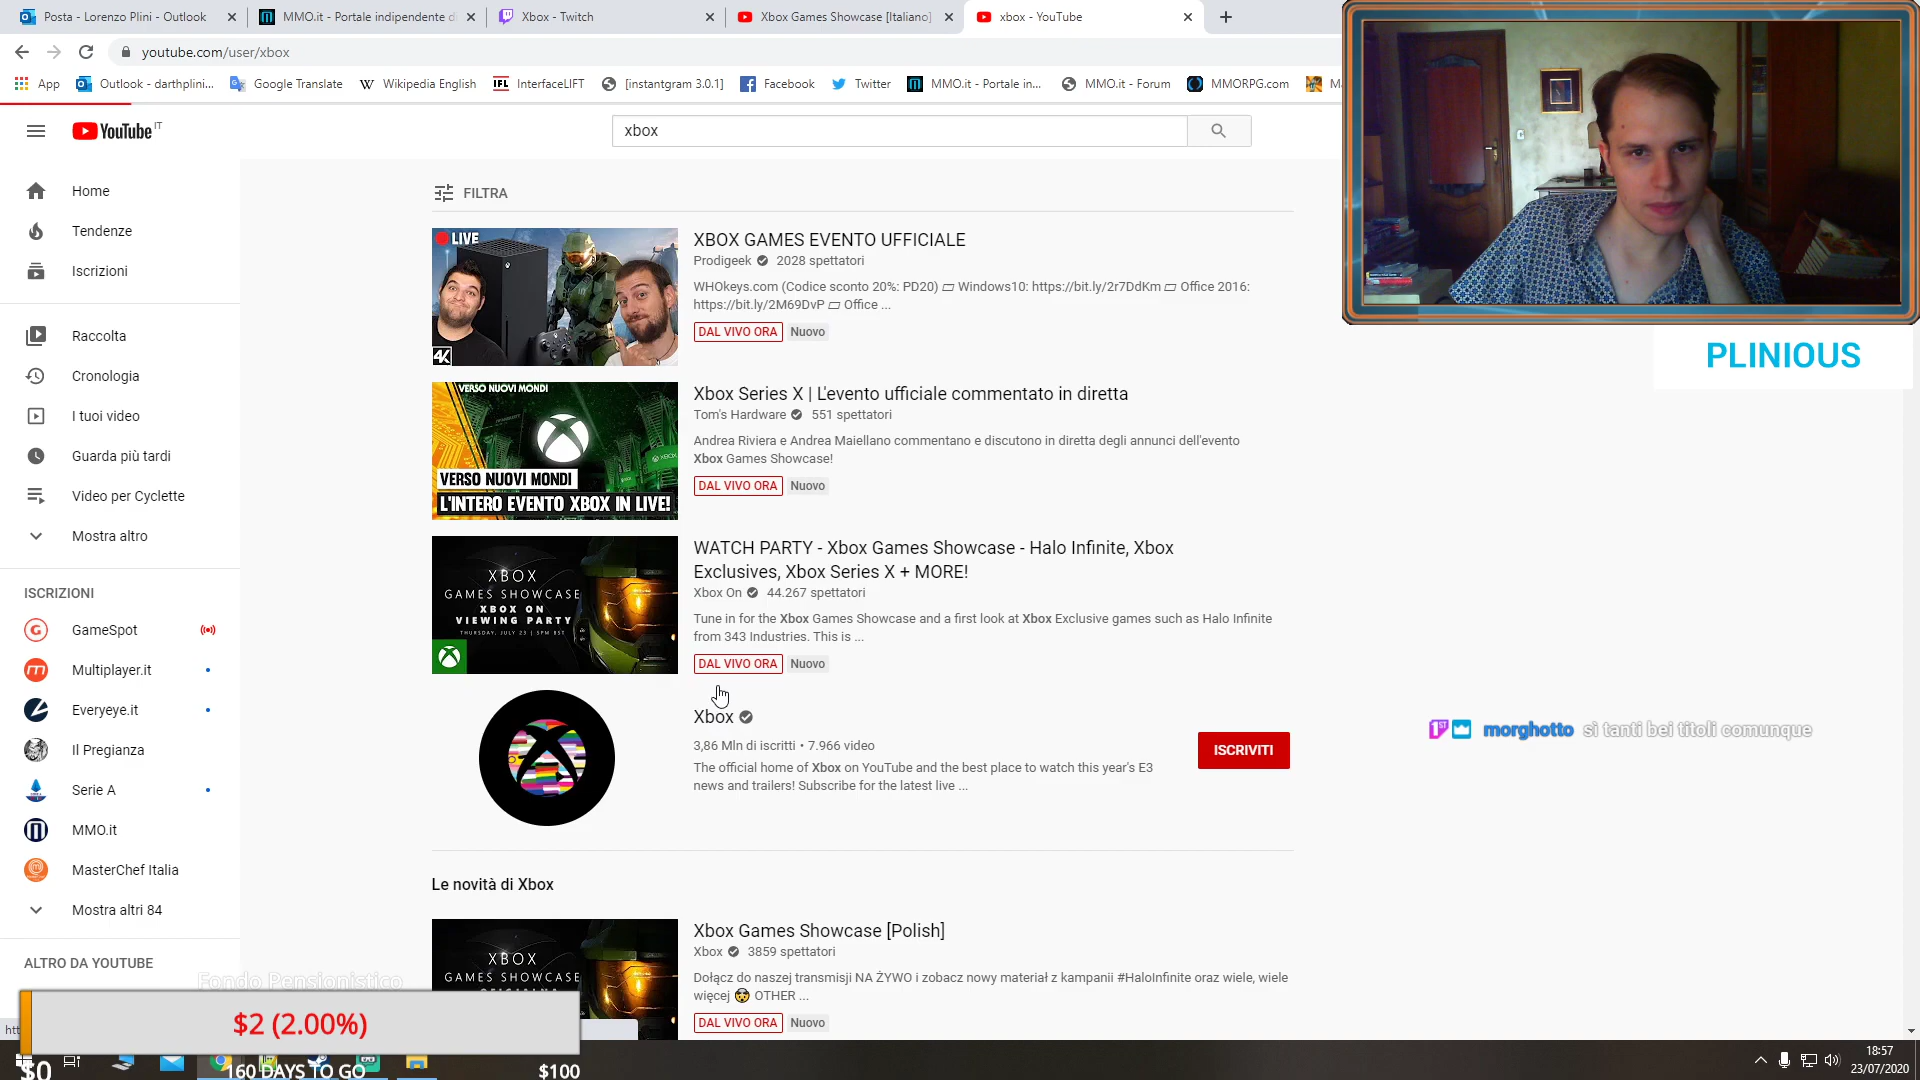 Posta - Lorenzo Plini - Outlook
MMO.it - Portale indipendente d
Xbox - Twitch
Xbox Games Showcase [Italiano]
xbox - YouTube
youtube.com/user/xbox
App
Outlook - darthplini...
Google Translate
W Wikipedia English
IFL InterfaceLIFT
[instantgram 3.0.1]
Facebook
Twitter
MMO.it - Portale in...
MMO.it - Forum
MMORPG.com
YouTube IT
xbox
Home
Tendenze
Iscrizioni
Raccolta
Cronologia
I tuoi video
Guarda più tardi
Video per Cyclette
Mostra altro
ISCRIZIONI
GameSpot
Multiplayer.it
Everyeye.it
Il Pregianza
Serie A
MMO.it
MasterChef Italia
Mostra altri 84
ALTRO DA YOUTUBE
FILTRA
LIVE
4K
XBOX GAMES EVENTO UFFICIALE
Prodigeek 2028 spettatori
WHOkeys.com (Codice sconto 20%: PD20) Windows10: https://bit.ly/2r7DdKm Office 2016:
https://bit.ly/2M69DvP Office ...
DAL VIVO ORA Nuovo
VERSO NUOVI MONDI
XBOX
VERSO NUOVI MONDI
L'INTERO EVENTO XBOX IN LIVE!
Xbox Series X | L'evento ufficiale commentato in diretta
Tom's Hardware 551 spettatori
Andrea Riviera e Andrea Maiellano commentano e discutono in diretta degli annunci dell'evento
Xbox Games Showcase!
DAL VIVO ORA Nuovo
XBOX
GAMES SHOWCASE
XBOX ON
VIEWING PARTY
THURSDAY, JULY 23 | 5PM BST
WATCH PARTY - Xbox Games Showcase - Halo Infinite, Xbox
Exclusives, Xbox Series X + MORE!
Xbox On 44.267 spettatori
Tune in for the Xbox Games Showcase and a first look at Xbox Exclusive games such as Halo Infinite
from 343 Industries. This is ...
DAL VIVO ORA Nuovo
Xbox
3,86 Mln di iscritti • 7.966 video
The official home of Xbox on YouTube and the best place to watch this year's E3
news and trailers! Subscribe for the latest live ...
ISCRIVITI
Le novità di Xbox
XBOX
GAMES SHOWCASE
Xbox Games Showcase [Polish]
Xbox 3859 spettatori
Dołącz do naszej transmisji NA ŻYWO i zobacz nowy materiał z kampanii #HaloInfinite oraz wiele, wiele
więcej OTHER ...
DAL VIVO ORA Nuovo
PLINIOUS
1ST morghotto sì tanti bei titoli comunque
Fondo Pensionistico
$2 (2.00%)
$0
160 DAYS TO GO
$100
18:57
23/07/2020